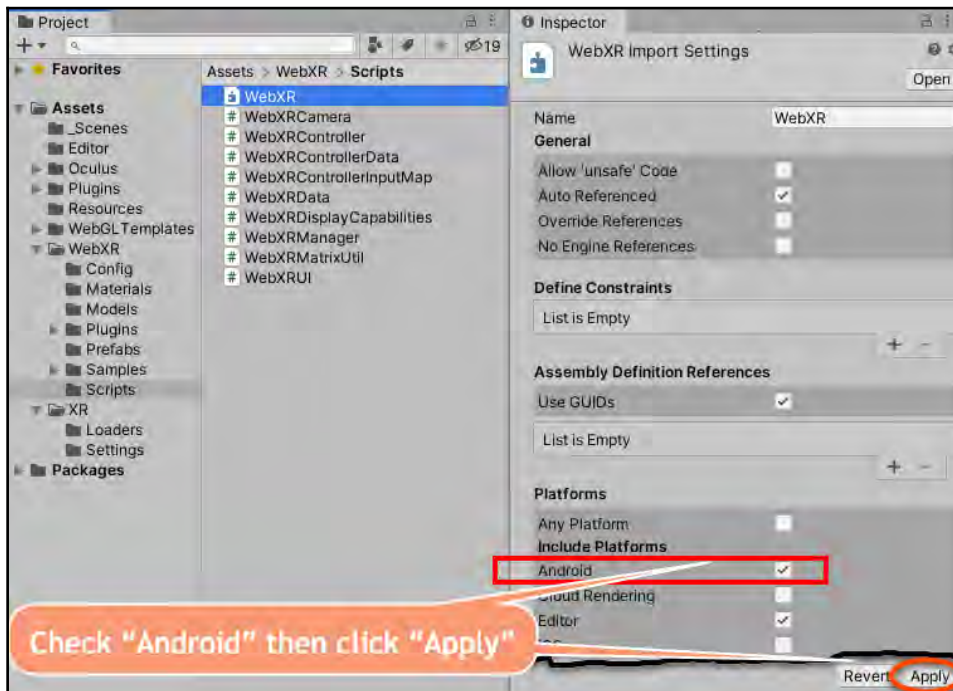 Project
19
Favorites
Assets
_Scenes
Editor
Oculus
Plugins
Resources
WebGLTemplates
WebXR
Config
Materials
Models
Plugins
Prefabs
Samples
Scripts
XR
Loaders
Settings
Packages
Assets > WebXR > Scripts
WebXR
WebXRCamera
WebXRController
WebXRControllerData
WebXRControllerInputMap
WebXRData
WebXRDisplayCapabilities
WebXRManager
WebXRMatrixUtil
WebXRUI
Inspector
WebXR Import Settings
Open
Name WebXR
General
Allow 'unsafe' Code
Auto Referenced
Override References
No Engine References
Define Constraints
List is Empty
Assembly Definition References
Use GUIDs
List is Empty
Platforms
Any Platform
Include Platforms
Android
Cloud Rendering
Editor
Check "Android" then click "Apply"
Revert Apply